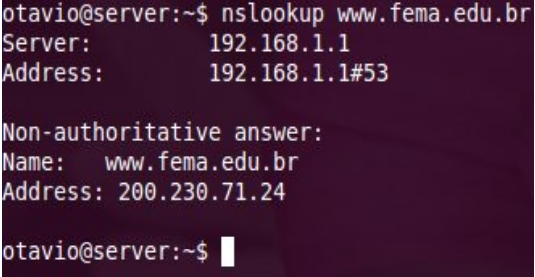 otavio@server:~$ nslookup www.fema.edu.br
Server: 192.168.1.1
Address: 192.168.1.1#53
Non-authoritative answer:
Name: www.fema.edu.br
Address: 200.230.71.24
otavio@server:~$